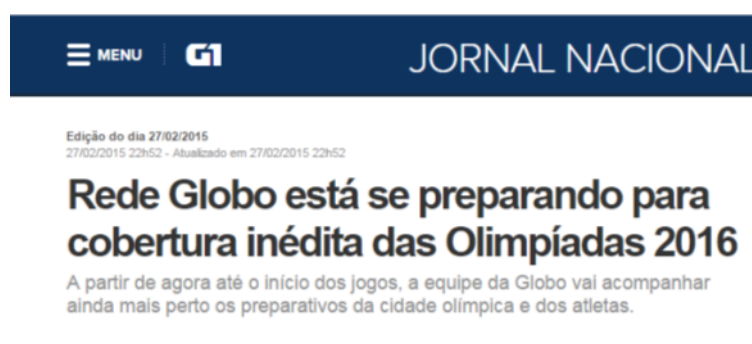 MENU G1 JORNAL NACIONAL
Edição do dia 27/02/2015
27/02/2015 22h52 - Atualizado em 27/02/2015 22h52
Rede Globo está se preparando para
cobertura inédita das Olimpíadas 2016
A partir de agora até o início dos jogos, a equipe da Globo vai acompanhar
ainda mais perto os preparativos da cidade olímpica e dos atletas.